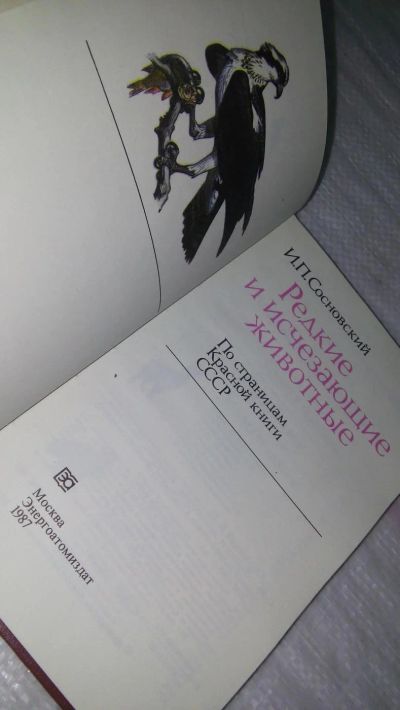 И.П.Сосновский
Редкие
и исчезающие
животные
По страницам
Красной книги
СССР
Москва
Энергоатомиздат
1987